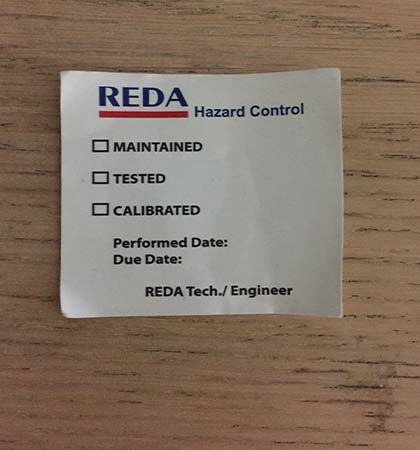 REDA Hazard Control
MAINTAINED
TESTED
CALIBRATED
Performed Date:
Due Date:
REDA Tech./ Engineer